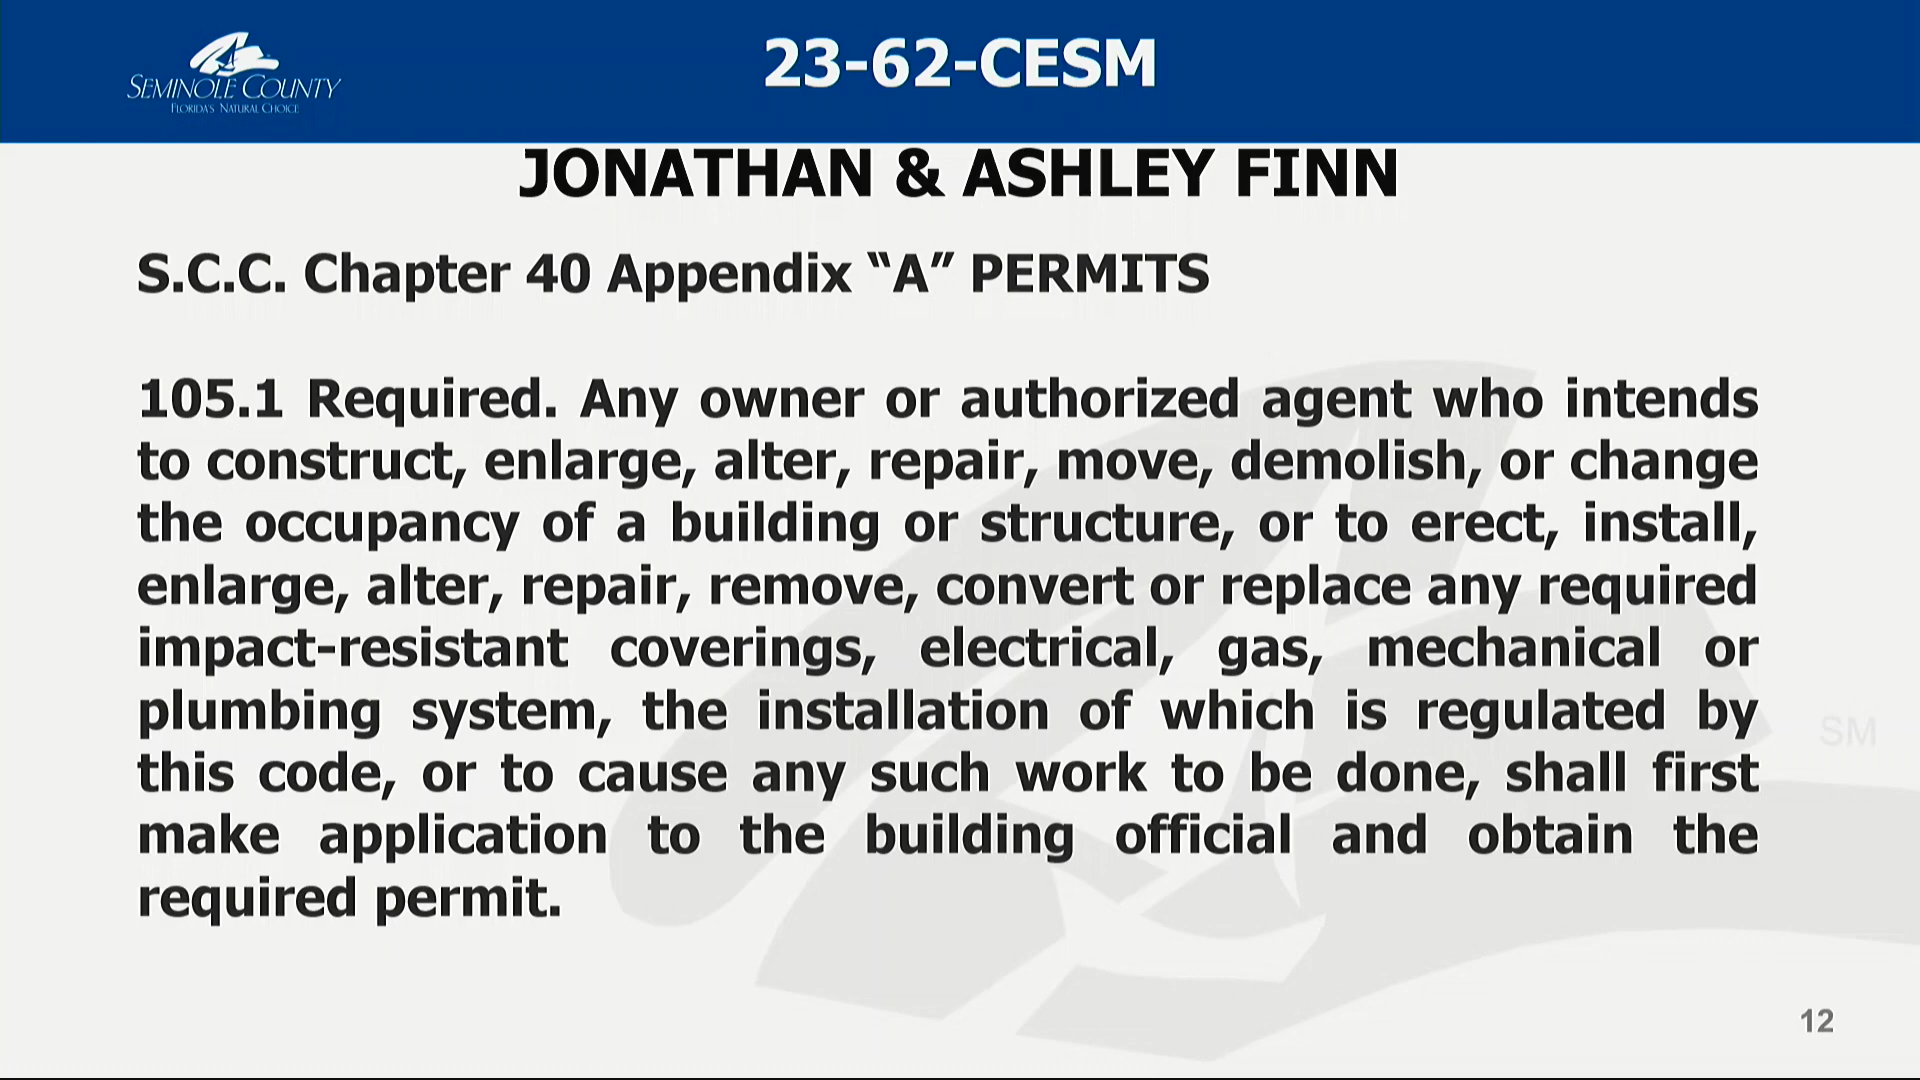 SEMINOLE COUNTY
FLORIDA'S NATURAL CHOICE
23-62-CESM
JONATHAN & ASHLEY FINN
S.C.C. Chapter 40 Appendix “A” PERMITS
105.1 Required. Any owner or authorized agent who intends
to construct, enlarge, alter, repair, move, demolish, or change
the occupancy of a building or structure, or to erect, install,
enlarge, alter, repair, remove, convert or replace any required
impact-resistant coverings, electrical, gas, mechanical or
plumbing system, the installation of which is regulated by
this code, or to cause any such work to be done, shall first
make application to the building official and obtain the
required permit.
SM
12